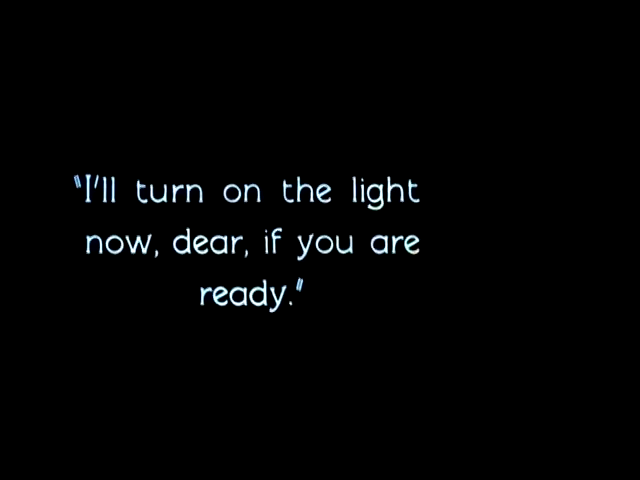 "I'll turn on the light
now, dear, if you are
ready."